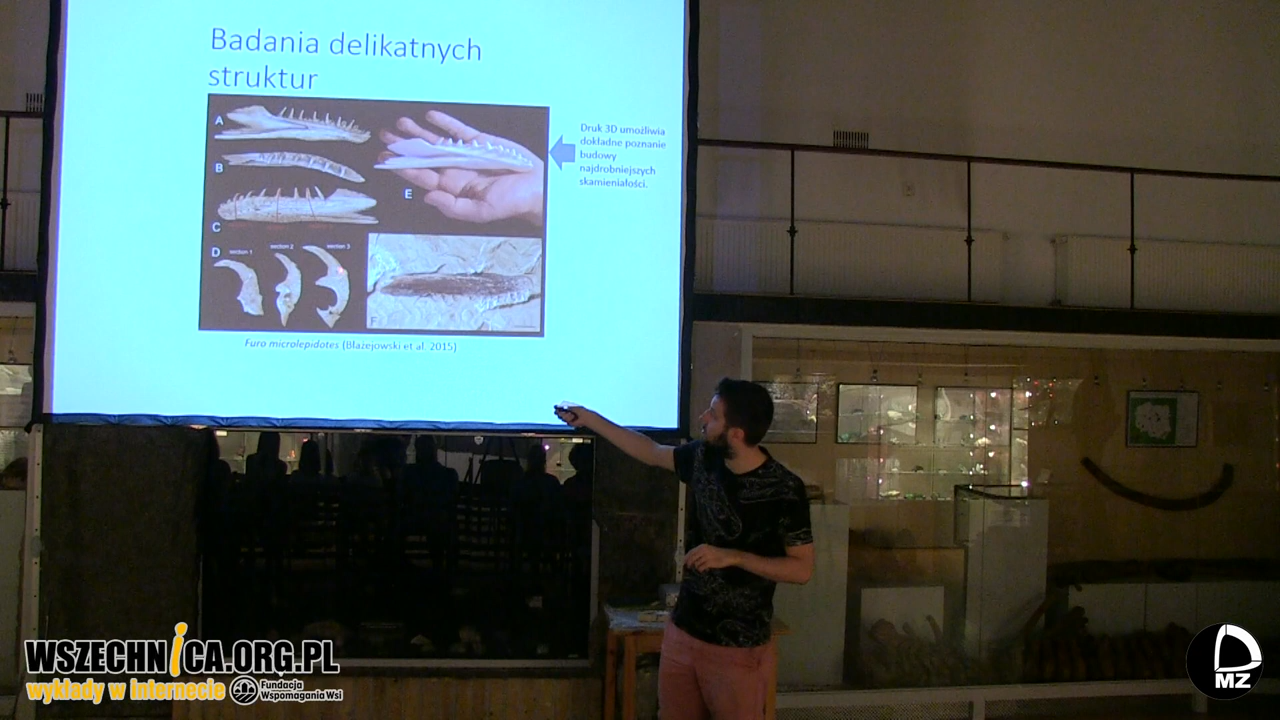 Badania delikatnych
struktur
A
B
C
D
section 1
section 2
section 3
E
F
Druk 3D umożliwia
dokładne poznanie
budowy
najdrobniejszych
skamieniałości.
Furo microlepidotes (Błażejowski et al. 2015)
WSZECHNICA.ORG.PL
wykłady w internecie
Fundacja
Wspomagania Wsi
MZ